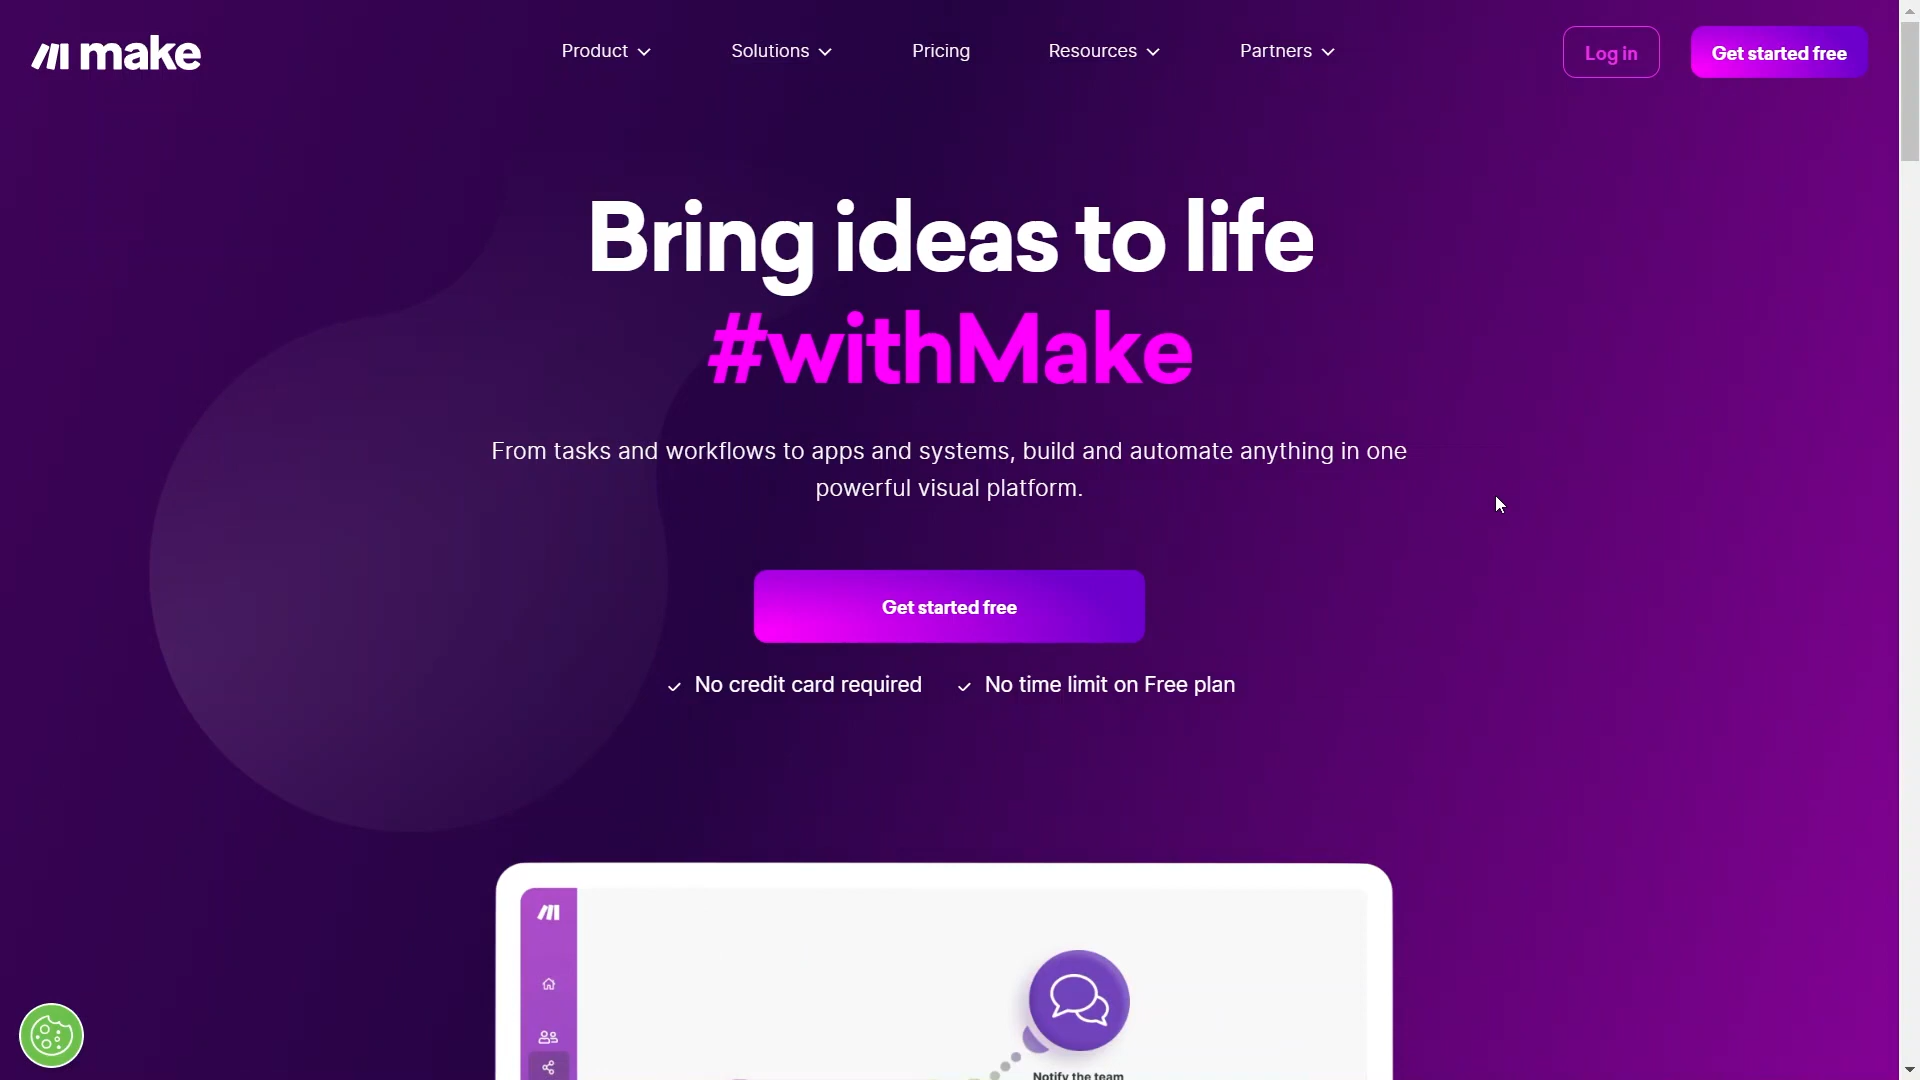 make
Product
Solutions
Pricing
Resources
Partners
Log in
Get started free
Bring ideas to life
#withMake
From tasks and workflows to apps and systems, build and automate anything in one
powerful visual platform.
Get started free
No credit card required
No time limit on Free plan
Notify the team